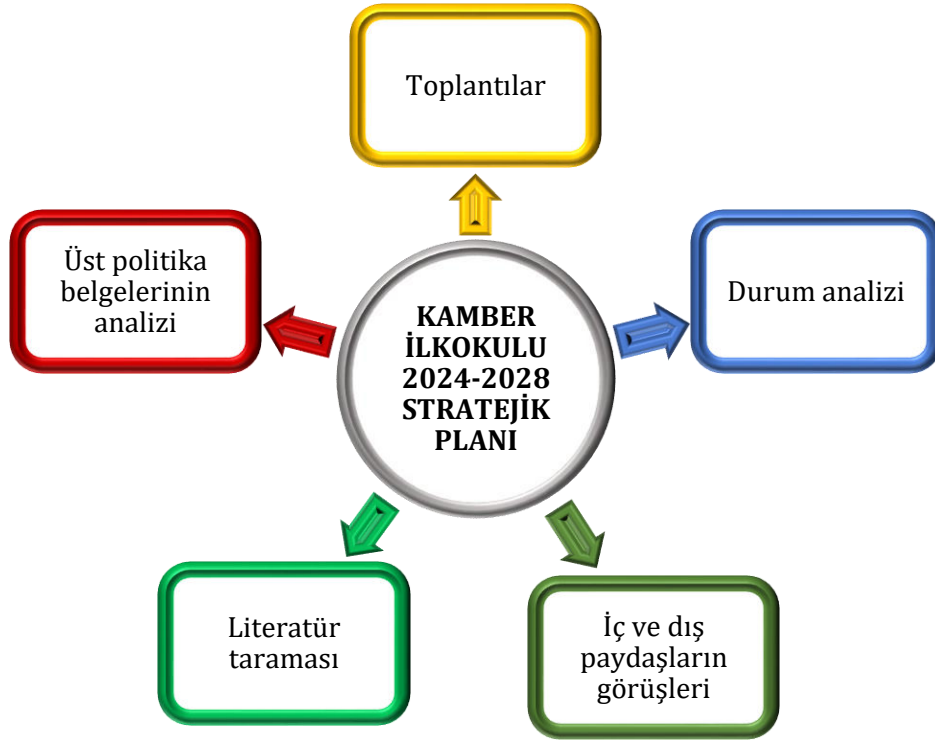 Toplantılar
Üst politika
belgelerinin
analizi
Durum analizi
KAMBER
İLKOKULU
2024-2028
STRATEJİK
PLANI
Literatür
taraması
İç ve dış
paydaşların
görüşleri